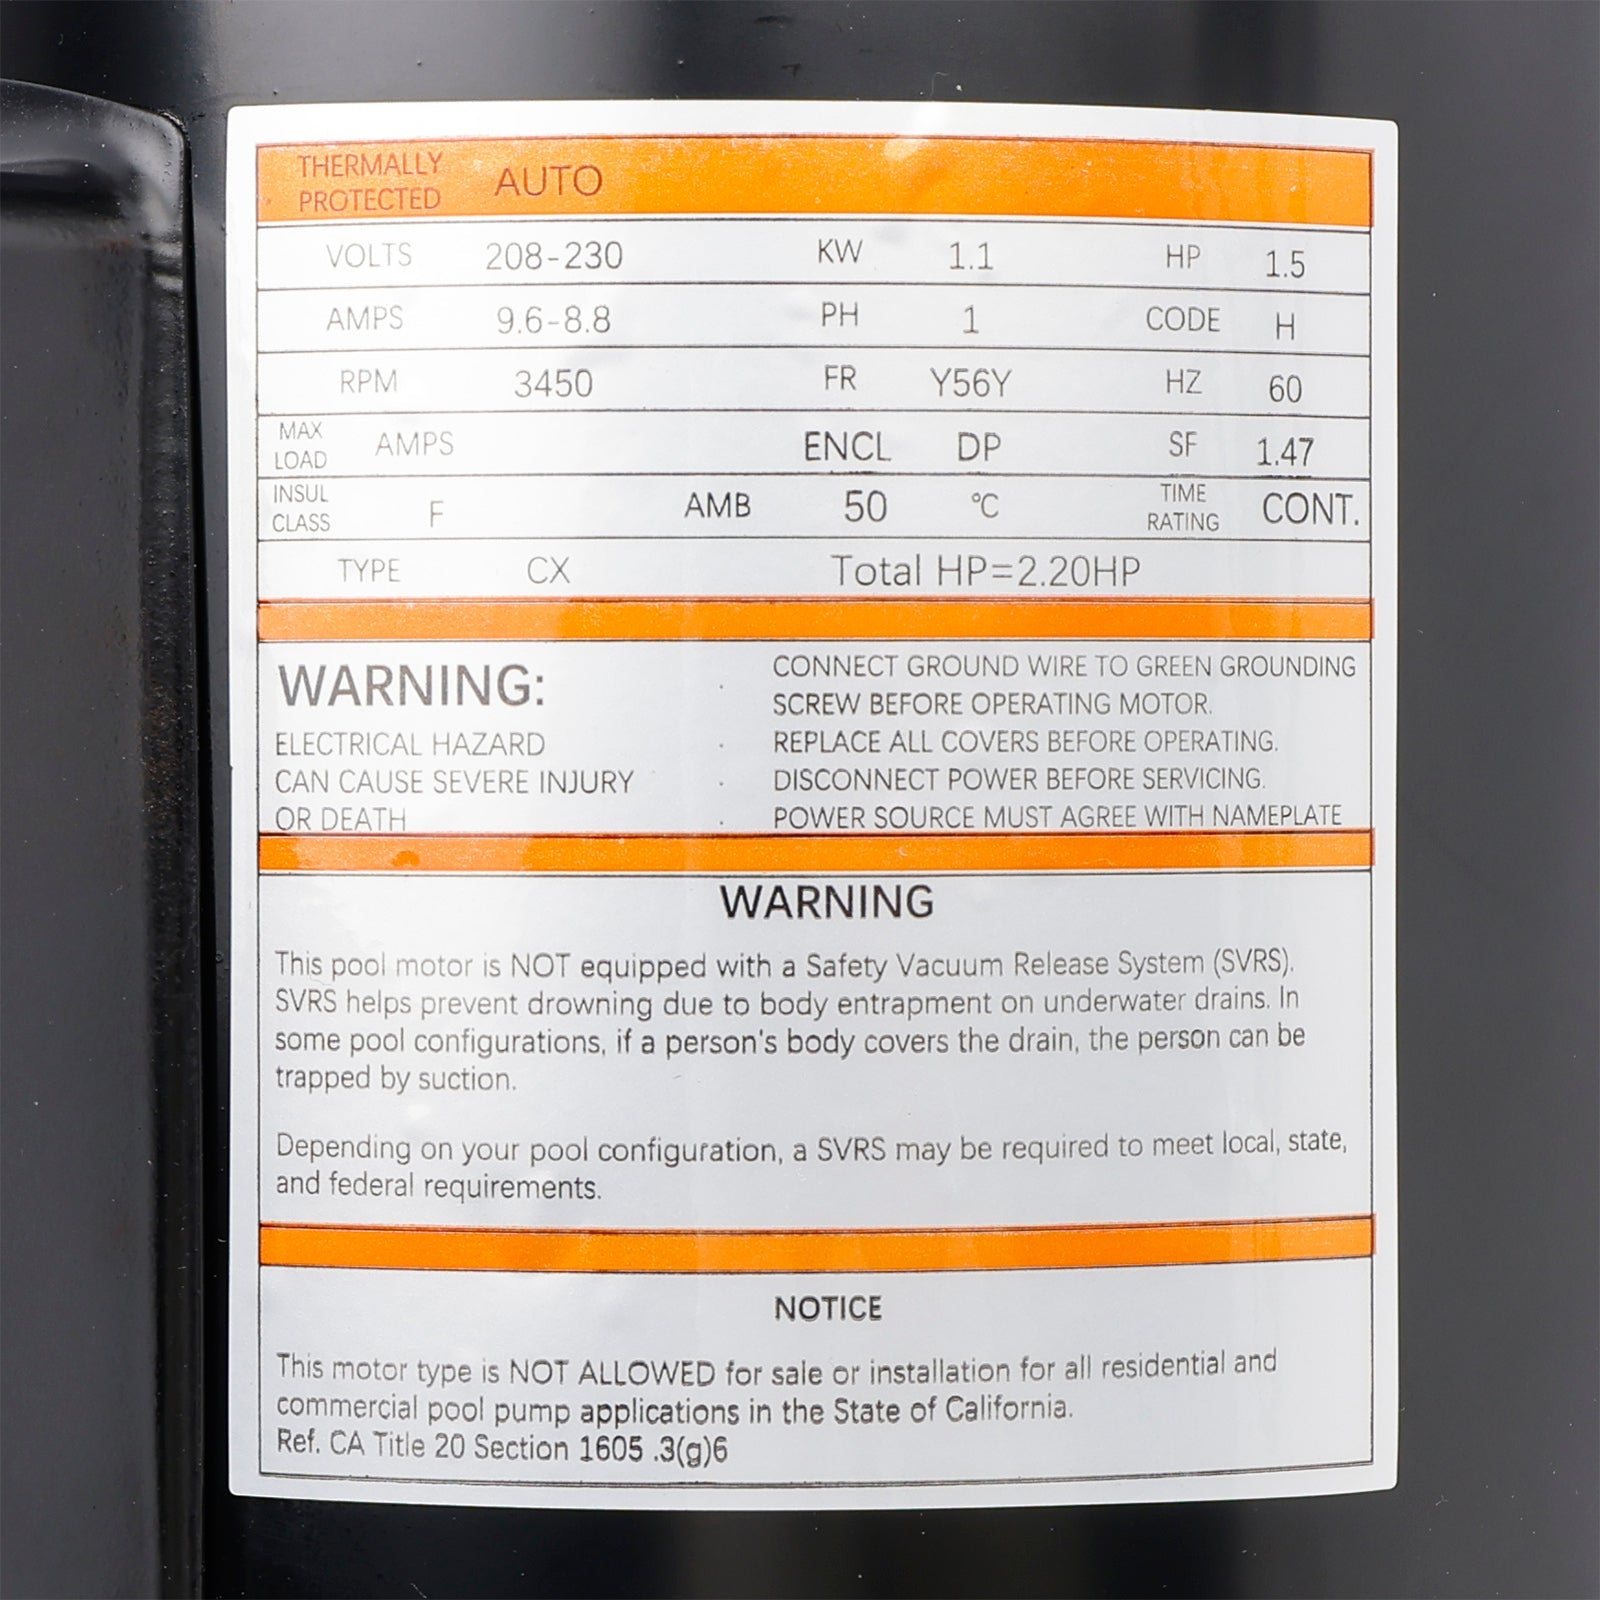 THERMALLY PROTECTED AUTO
VOLTS 208-230 KW 1.1 HP 1.5
AMPS 9.6-8.8 PH 1 CODE H
RPM 3450 FR Y56Y HZ 60
MAX LOAD AMPS ENCL DP SF 1.47
INSUL CLASS F AMB 50 °C TIME RATING CONT.
TYPE CX Total HP=2.20HP
WARNING:
ELECTRICAL HAZARD
CAN CAUSE SEVERE INJURY
OR DEATH
· CONNECT GROUND WIRE TO GREEN GROUNDING
SCREW BEFORE OPERATING MOTOR.
· REPLACE ALL COVERS BEFORE OPERATING.
· DISCONNECT POWER BEFORE SERVICING.
· POWER SOURCE MUST AGREE WITH NAMEPLATE
WARNING
This pool motor is NOT equipped with a Safety Vacuum Release System (SVRS).
SVRS helps prevent drowning due to body entrapment on underwater drains. In
some pool configurations, if a person's body covers the drain, the person can be
trapped by suction.
Depending on your pool configuration, a SVRS may be required to meet local, state,
and federal requirements.
NOTICE
This motor type is NOT ALLOWED for sale or installation for all residential and
commercial pool pump applications in the State of California.
Ref. CA Title 20 Section 1605 .3(g)6